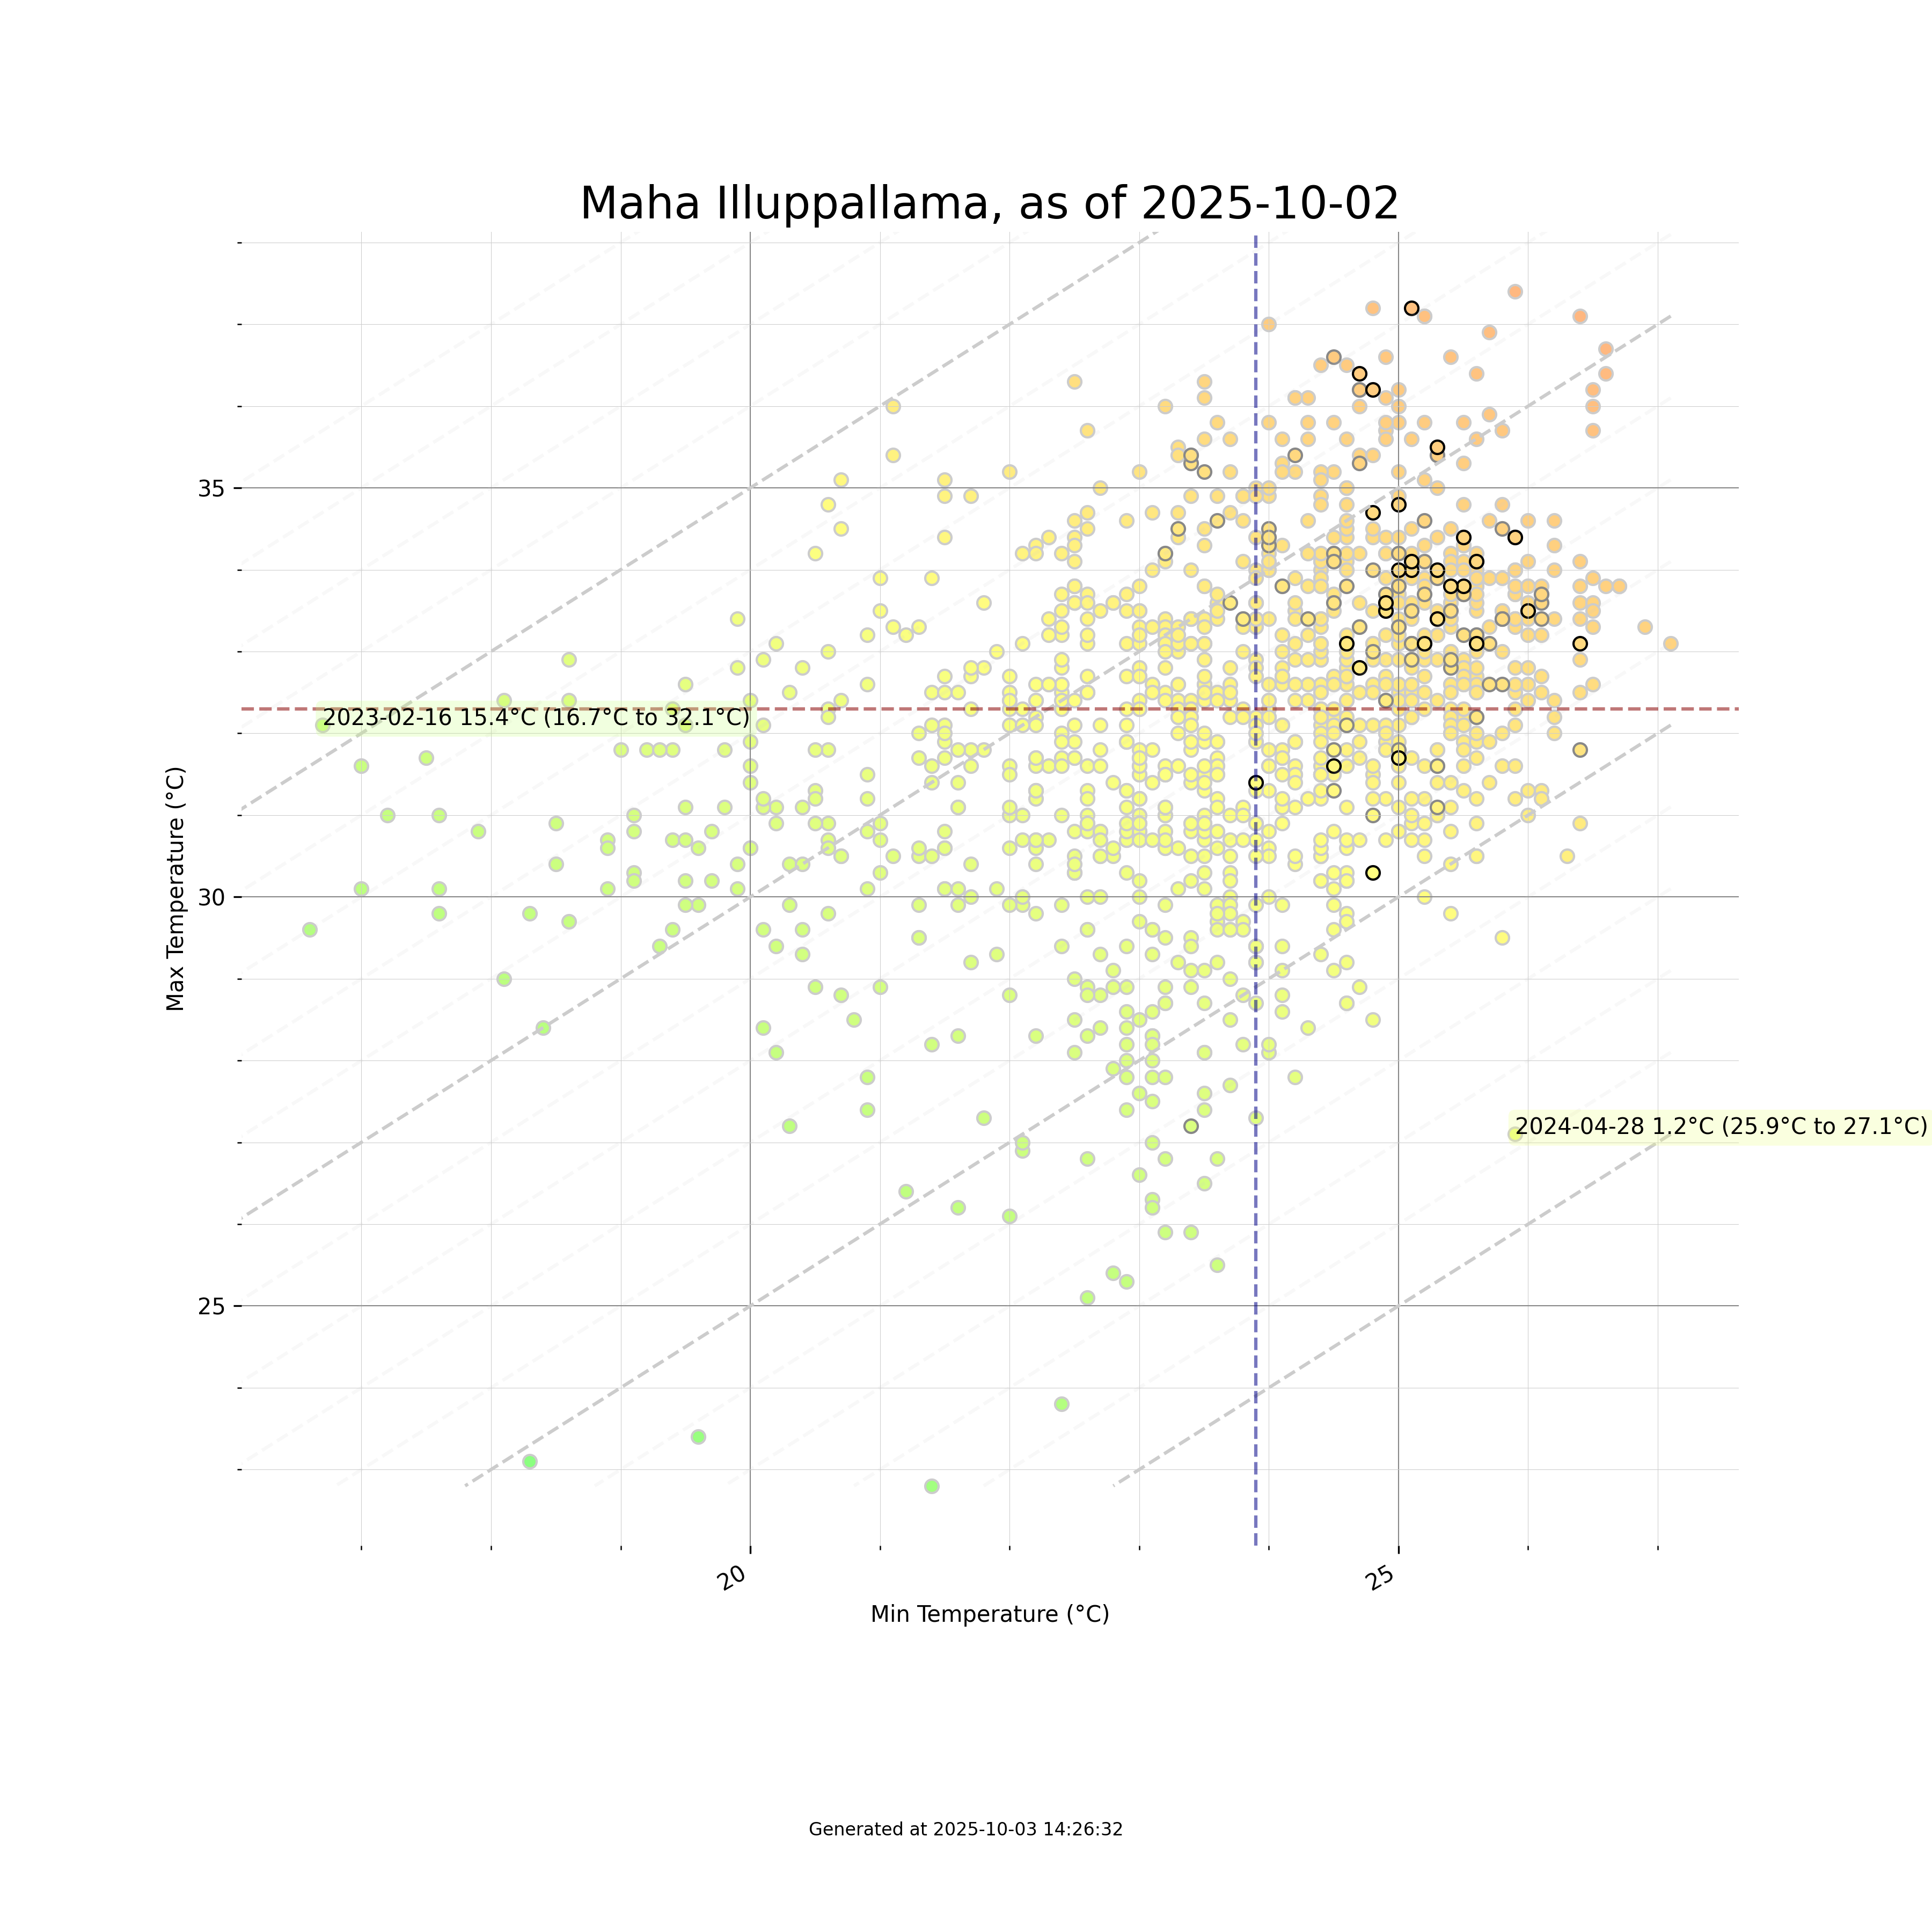 Maha Illuppallama, as of 2025-10-02
Max Temperature (°C)
35
30
25
2023-02-16 15.4°C (16.7°C to 32.1°C)
2024-04-28 1.2°C (25.9°C to 27.1°C)
20
25
Min Temperature (°C)
Generated at 2025-10-03 14:26:32